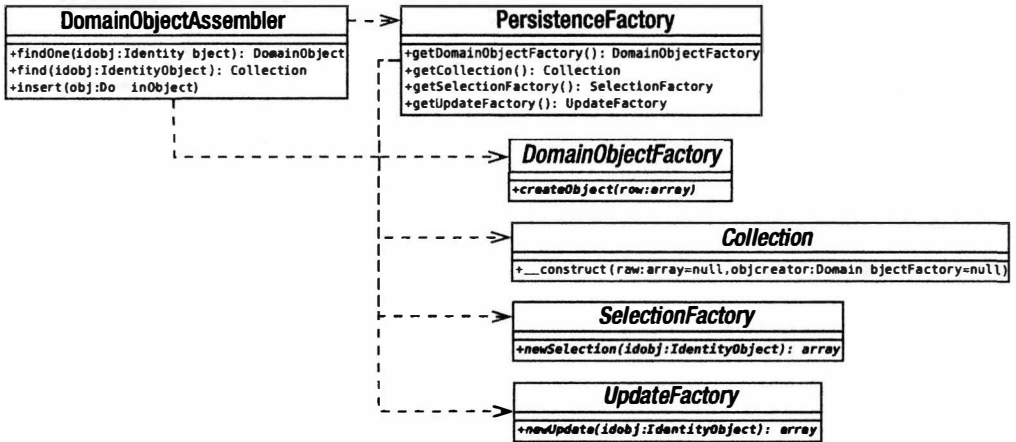 DomainObjectAssembler
+findOne(idobj:Identity bject): DomainObject
+find(idobj:IdentityObject): Collection
+insert(obj:Do inObject)
PersistenceFactory
+getDomainObjectFactory(): DomainObjectFactory
+getCollection(): Collection
+getSelectionFactory(): SelectionFactory
+getUpdateFactory(): UpdateFactory
DomainObjectFactory
+createObject(row:array)
Collection
+__construct(raw:array=null,objcreator:Domain bjectFactory=null)
SelectionFactory
+newSelection(idobj:IdentityObject): array
UpdateFactory
+newUpdate(idobj:IdentityObject): array